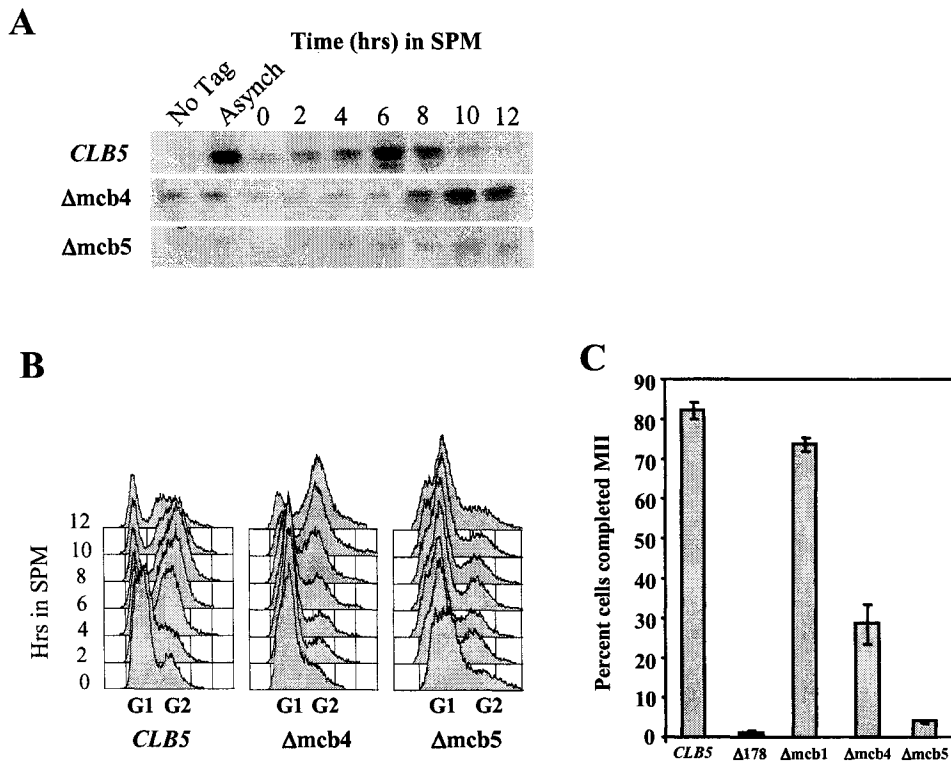 A
Time (hrs) in SPM
No Tag
Asynch
0 2 4 6 8 10 12
CLB5
Δmcb4
Δmcb5
B
Hrs in SPM
12
10
8
6
4
2
0
G1 G2
G1 G2
G1 G2
CLB5
Δmcb4
Δmcb5
C
Percent cells completed MII
90
80
70
60
50
40
30
20
10
0
CLB5 Δ178 Δmcb1 Δmcb4 Δmcb5